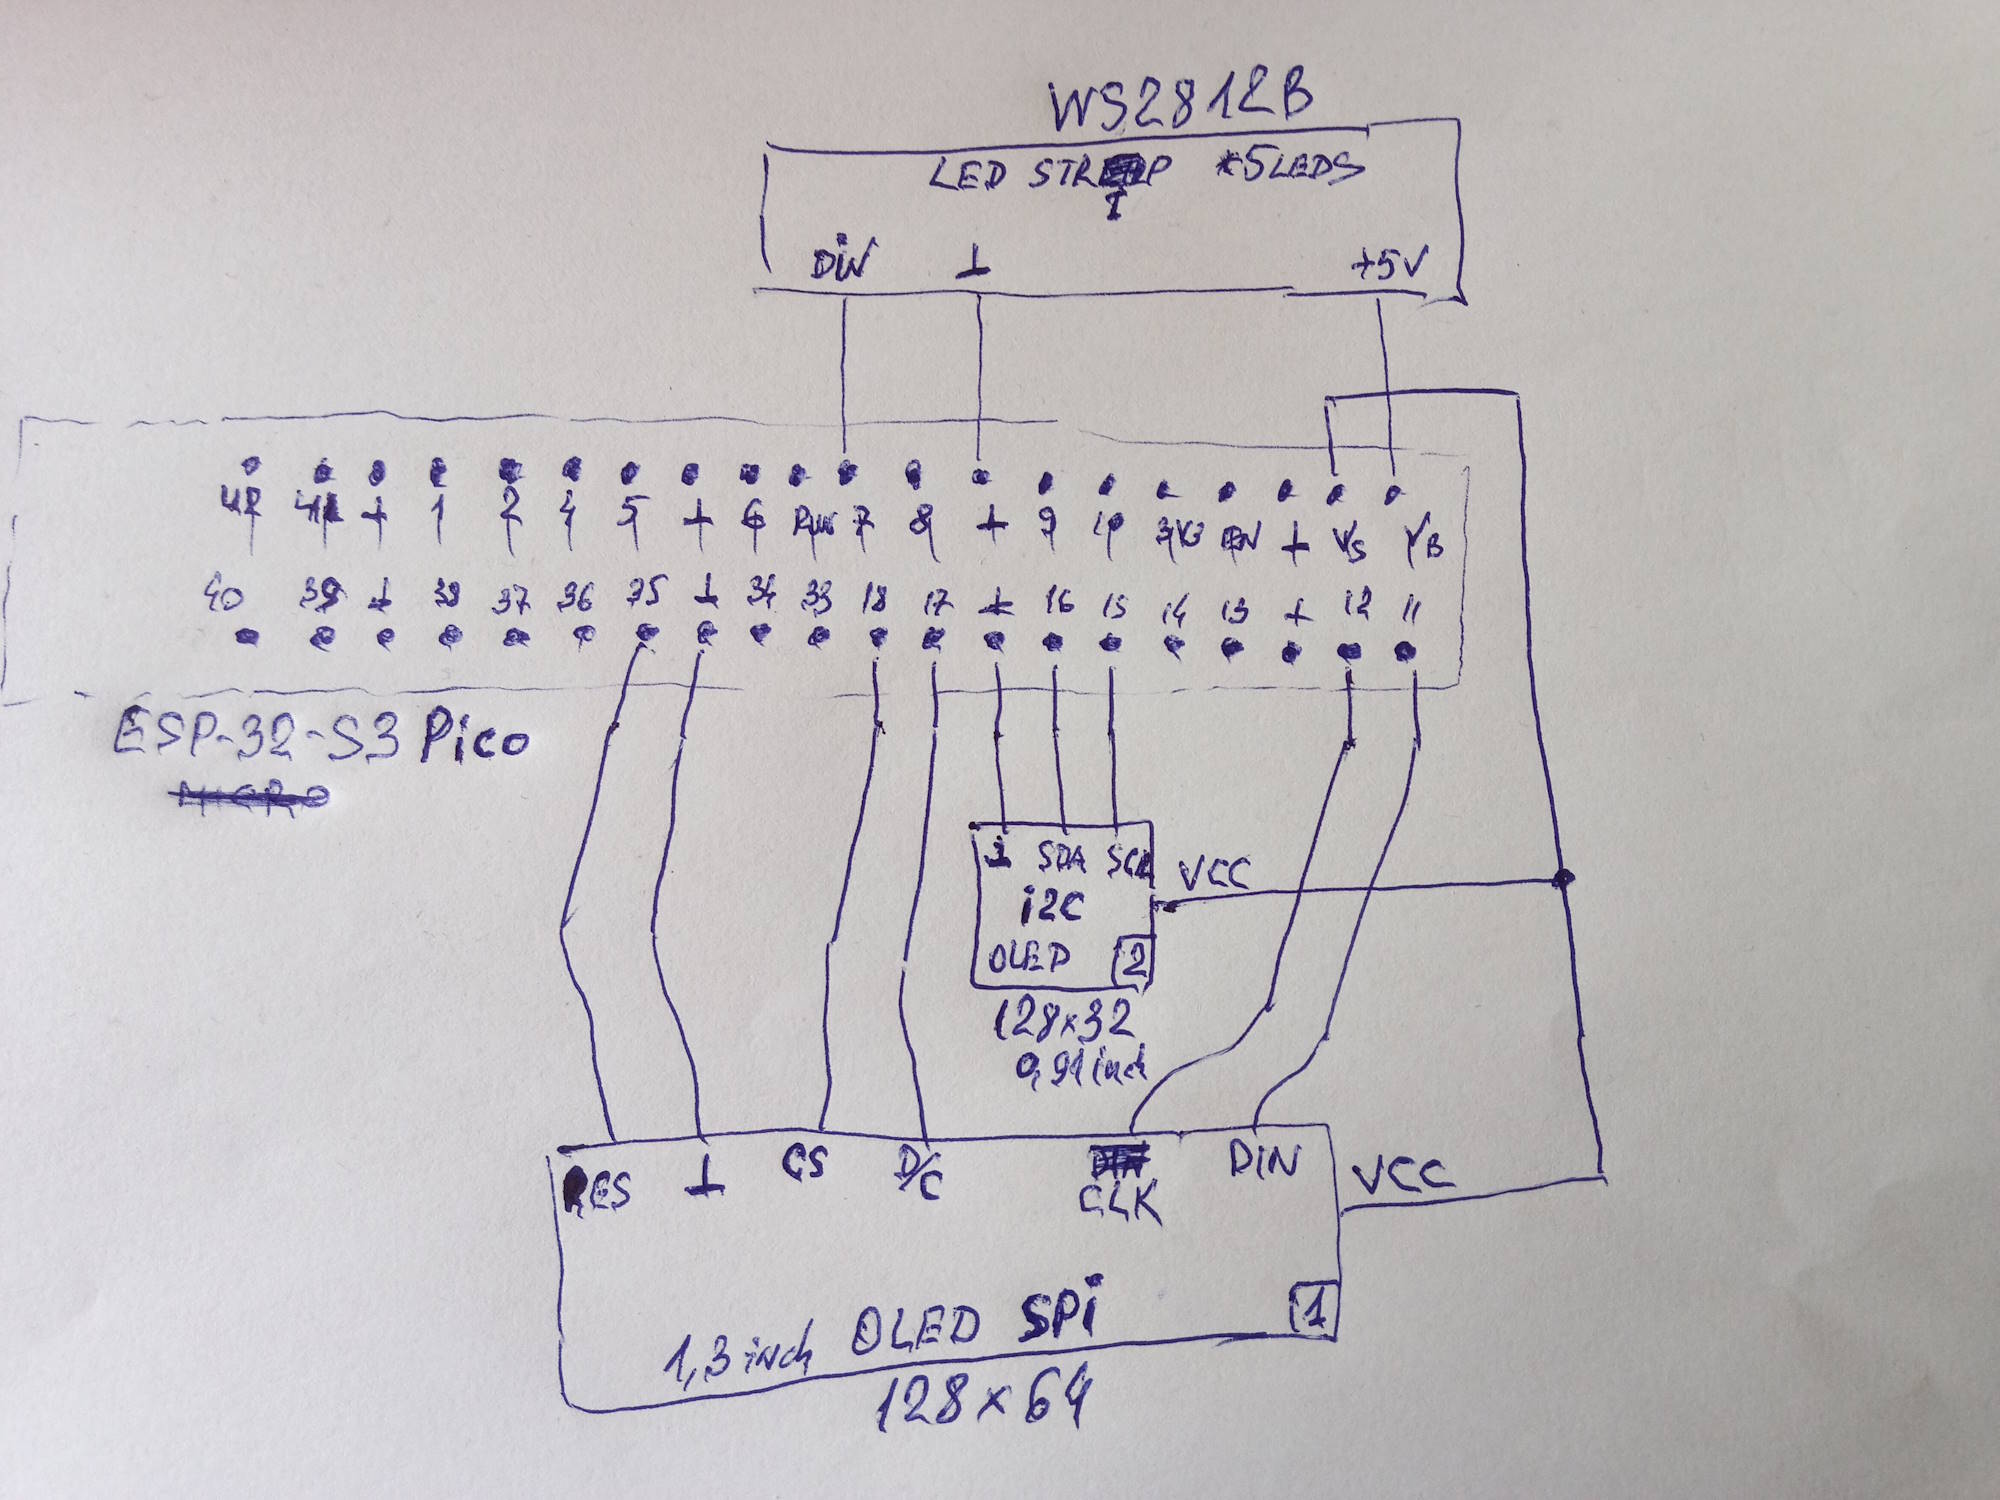 WS2812B
LED STRIP *5LEDS
DiN ⊥ +5V
42 41 ⊥ 1 2 4 5 ⊥ 6 RUN 7 8 ⊥ 9 10 3V3 EN ⊥ VS VB
40 39 ⊥ 38 37 36 35 ⊥ 34 33 18 17 ⊥ 16 15 14 13 ⊥ 12 11
ESP-32-S3 Pico
MICRO
⊥ SDA SCL
VCC
i2C
OLED 2
128x32
0,91 inch
RES ⊥ CS D/C DIN DIN
CLK
VCC
1,3 inch OLED SPi 1
128x64